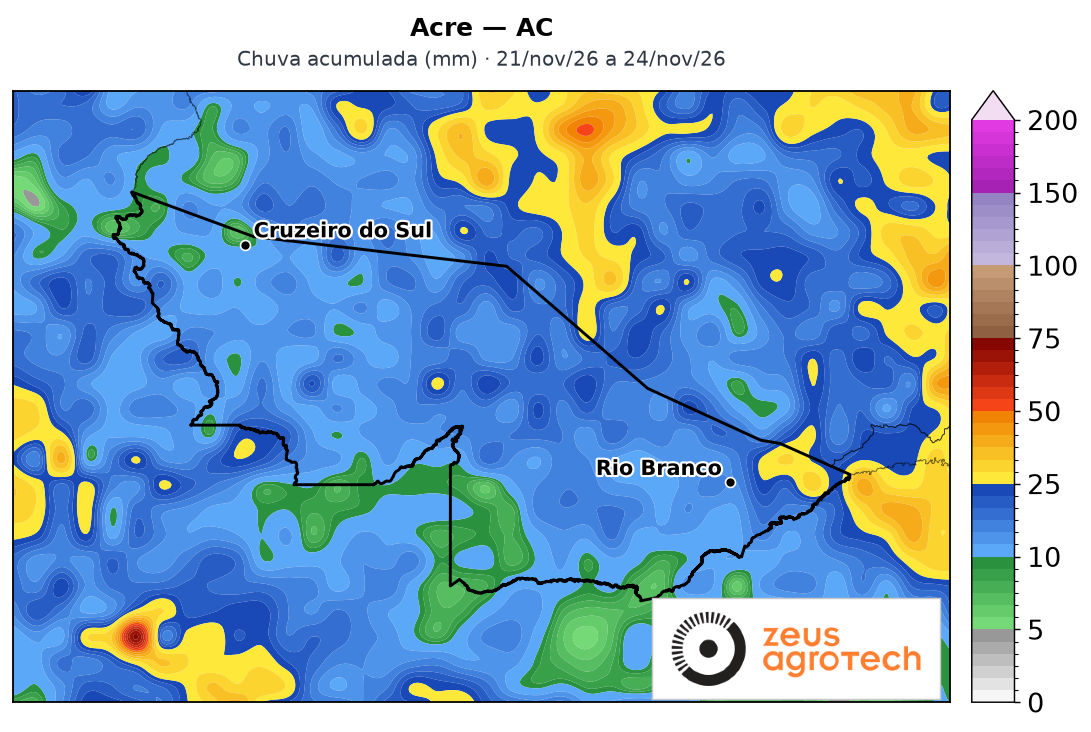 Acre — AC
Chuva acumulada (mm) · 21/nov/26 a 24/nov/26
Cruzeiro do Sul
Rio Branco
200
150
100
75
50
25
10
5
0
zeus
agrotech